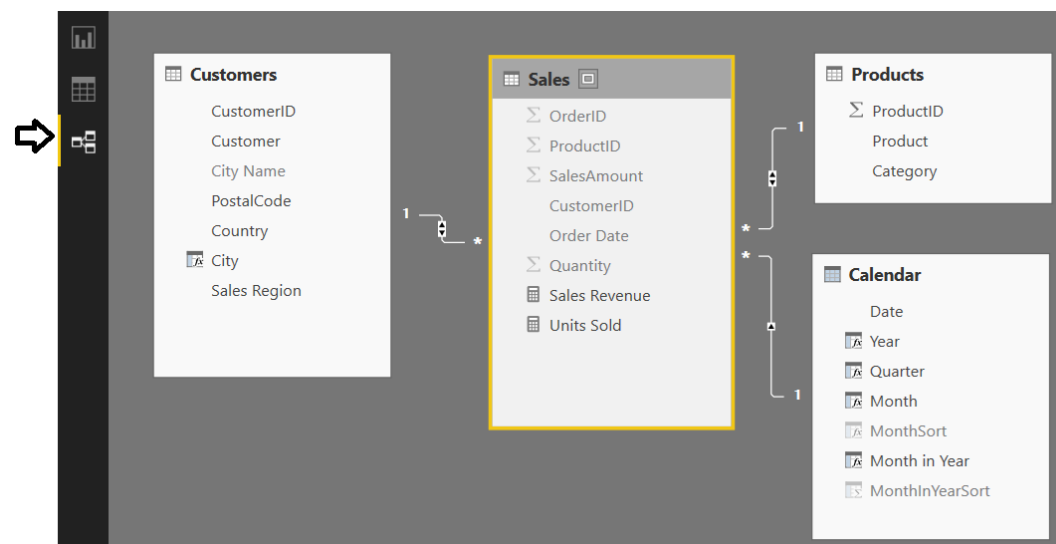 Customers
CustomerID
Customer
City Name
PostalCode
Country
City
Sales Region
1
*
Sales
Σ OrderID
Σ ProductID
Σ SalesAmount
CustomerID
Order Date
Σ Quantity
Sales Revenue
Units Sold
1
*
*
1
Products
Σ ProductID
Product
Category
Calendar
Date
Year
Quarter
Month
MonthSort
Month in Year
MonthInYearSort